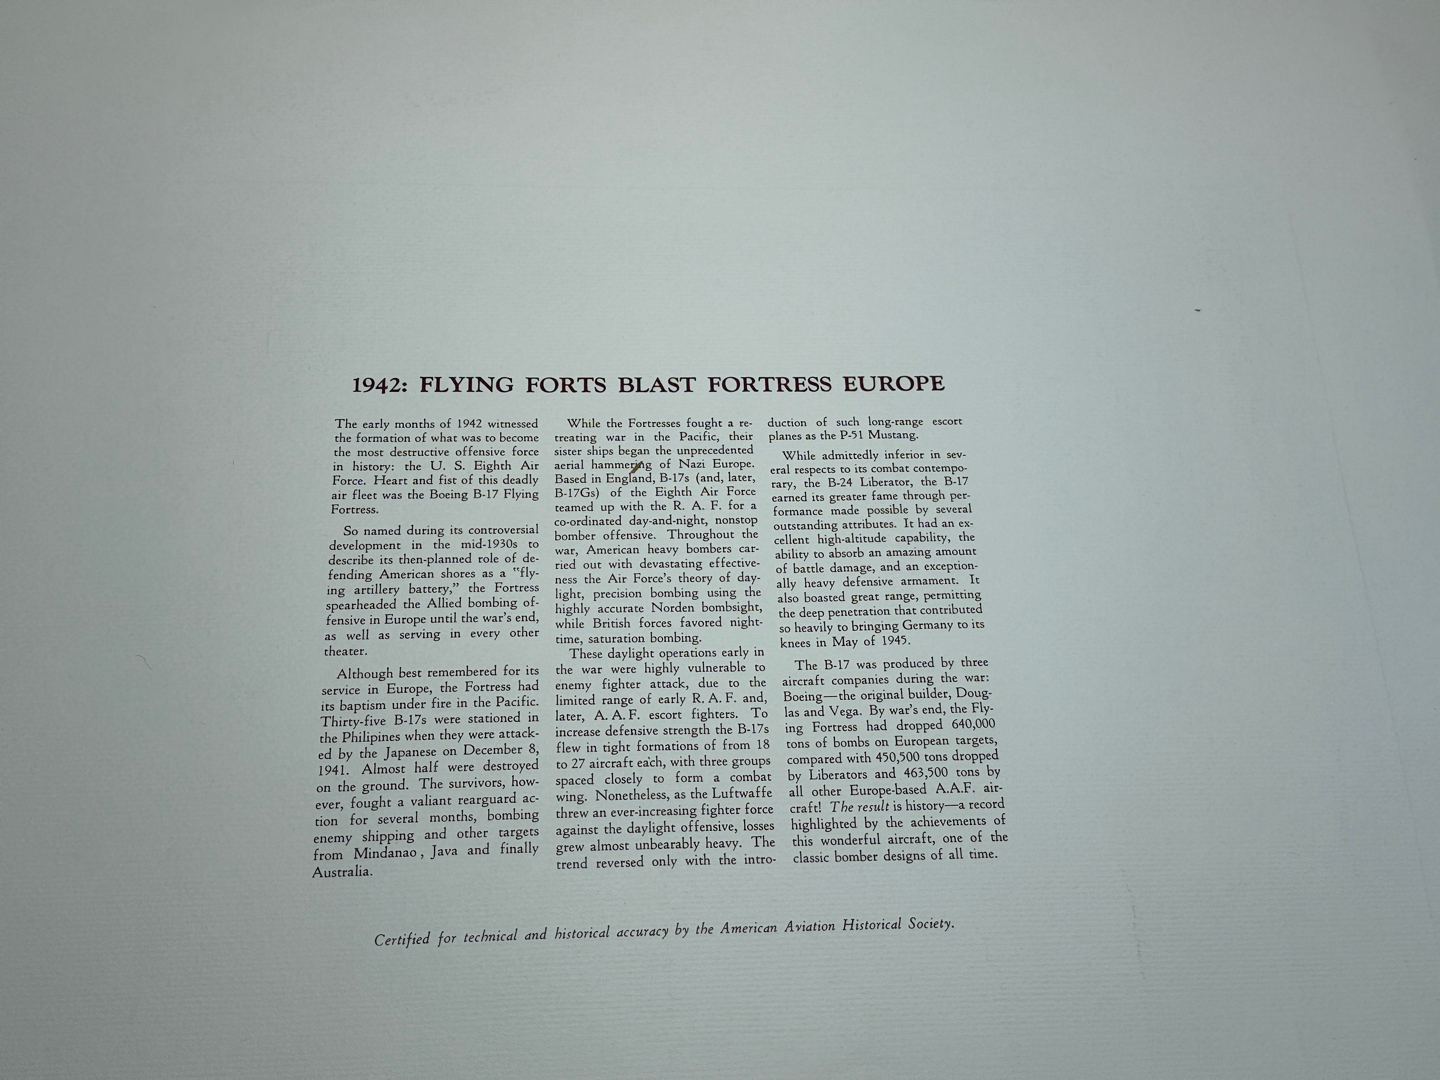 1942: FLYING FORTS BLAST FORTRESS EUROPE
The early months of 1942 witnessed
the formation of what was to become
the most destructive offensive force
in history: the U. S. Eighth Air
Force. Heart and fist of this deadly
air fleet was the Boeing B-17 Flying
Fortress.
So named during its controversial
development in the mid-1930s to
describe its then-planned role of de-
fending American shores as a "fly-
ing artillery battery," the Fortress
spearheaded the Allied bombing of-
fensive in Europe until the war's end,
as well as serving in every other
theater.
Although best remembered for its
service in Europe, the Fortress had
its baptism under fire in the Pacific.
Thirty-five B-17s were stationed in
the Philipines when they were attack-
ed by the Japanese on December 8,
1941. Almost half were destroyed
on the ground. The survivors, how-
ever, fought a valiant rearguard ac-
tion for several months, bombing
enemy shipping and other targets
from Mindanao, Java and finally
Australia.
While the Fortresses fought a re-
treating war in the Pacific, their
sister ships began the unprecedented
aerial hammering of Nazi Europe.
Based in England, B-17s (and, later,
B-17Gs) of the Eighth Air Force
teamed up with the R. A. F. for a
co-ordinated day-and-night, nonstop
bomber offensive. Throughout the
war, American heavy bombers car-
ried out with devastating effective-
ness the Air Force's theory of day-
light, precision bombing using the
highly accurate Norden bombsight,
while British forces favored night-
time, saturation bombing.
These daylight operations early in
the war were highly vulnerable to
enemy fighter attack, due to the
limited range of early R. A. F. and,
later, A. A. F. escort fighters. To
increase defensive strength the B-17s
flew in tight formations of from 18
to 27 aircraft each, with three groups
spaced closely to form a combat
wing. Nonetheless, as the Luftwaffe
threw an ever-increasing fighter force
against the daylight offensive, losses
grew almost unbearably heavy. The
trend reversed only with the intro-
duction of such long-range escort
planes as the P-51 Mustang.
While admittedly inferior in sev-
eral respects to its combat contempo-
rary, the B-24 Liberator, the B-17
earned its greater fame through per-
formance made possible by several
outstanding attributes. It had an ex-
cellent high-altitude capability, the
ability to absorb an amazing amount
of battle damage, and an exception-
ally heavy defensive armament. It
also boasted great range, permitting
the deep penetration that contributed
so heavily to bringing Germany to its
knees in May of 1945.
The B-17 was produced by three
aircraft companies during the war:
Boeing—the original builder, Doug-
las and Vega. By war's end, the Fly-
ing Fortress had dropped 640,000
tons of bombs on European targets,
compared with 450,500 tons dropped
by Liberators and 463,500 tons by
all other Europe-based A.A.F. air-
craft! The result is history—a record
highlighted by the achievements of
this wonderful aircraft, one of the
classic bomber designs of all time.
Certified for technical and historical accuracy by the American Aviation Historical Society.